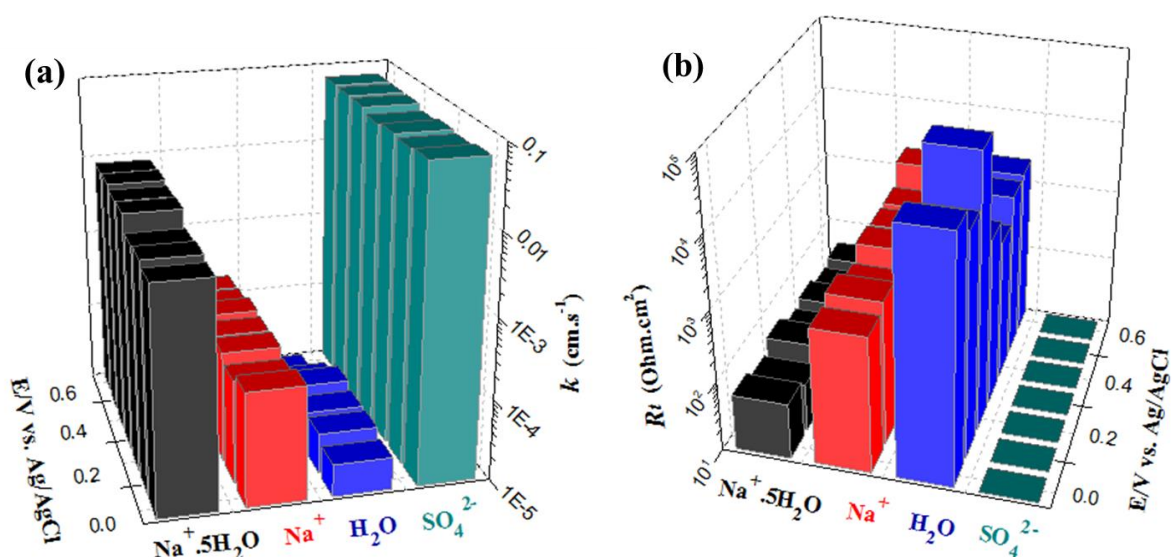 (a)
0.1
0.01
1E-3
1E-4
1E-5
k (cm.s⁻¹)
0.6
0.4
0.2
0.0
E/V vs. Ag/AgCl
Na⁺.5H₂O
Na⁺
H₂O
SO₄²⁻
(b)
10⁵
10⁴
10³
10²
10¹
Rt (Ohm.cm²)
0.6
0.4
0.2
0.0
E/V vs. Ag/AgCl
Na⁺.5H₂O
Na⁺
H₂O
SO₄²⁻